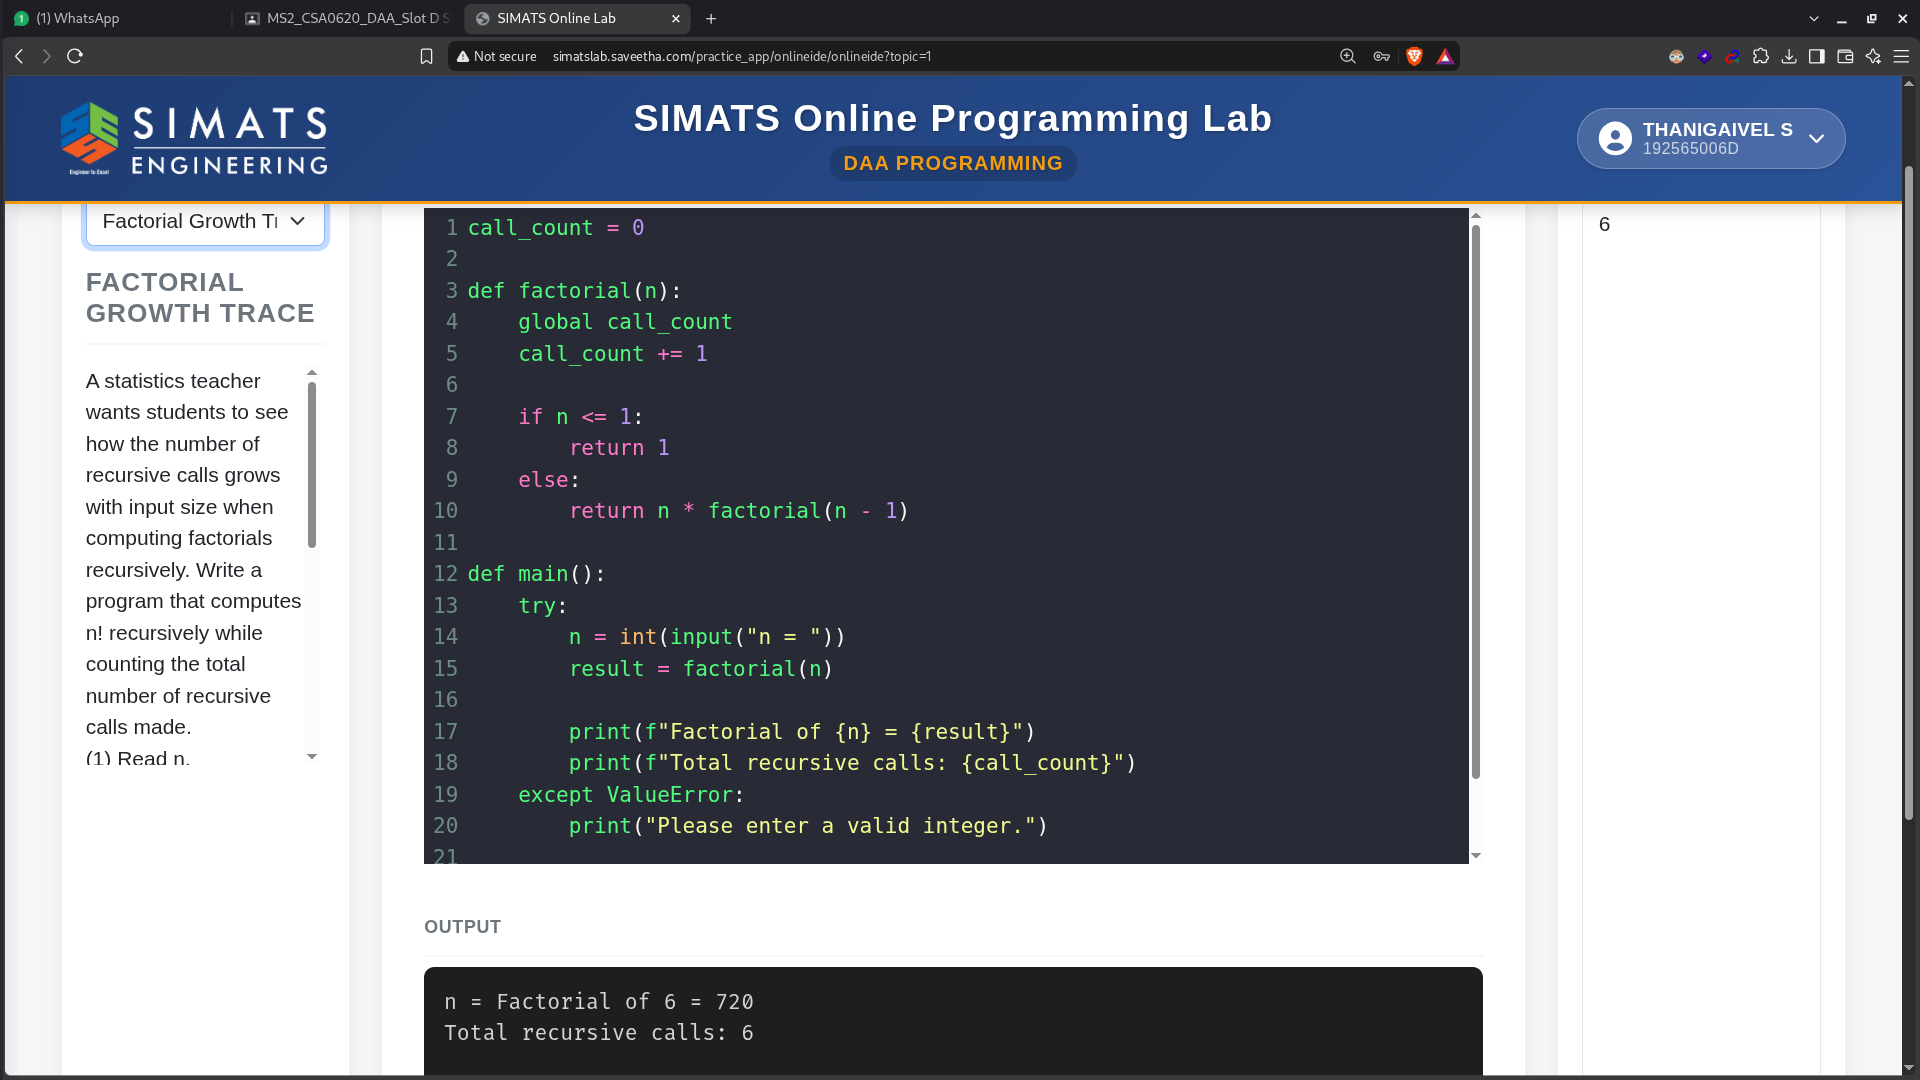 (1) WhatsApp
MS2_CSA0620_DAA_Slot D S
SIMATS Online Lab
Not secure
simatslab.saveetha.com/practice_app/onlineide/onlineide?topic=1
SIMATS
ENGINEERING
Engineer to Excel
SIMATS Online Programming Lab
DAA PROGRAMMING
THANIGAIVEL S
192565006D
Factorial Growth Tr
FACTORIAL
GROWTH TRACE
A statistics teacher
wants students to see
how the number of
recursive calls grows
with input size when
computing factorials
recursively. Write a
program that computes
n! recursively while
counting the total
number of recursive
calls made.
(1) Read n.
1 call_count = 0
2
3 def factorial(n):
4     global call_count
5     call_count += 1
6
7     if n <= 1:
8         return 1
9     else:
10         return n * factorial(n - 1)
11
12 def main():
13     try:
14         n = int(input("n = "))
15         result = factorial(n)
16
17         print(f"Factorial of {n} = {result}")
18         print(f"Total recursive calls: {call_count}")
19     except ValueError:
20         print("Please enter a valid integer.")
21
OUTPUT
n = Factorial of 6 = 720
Total recursive calls: 6
6